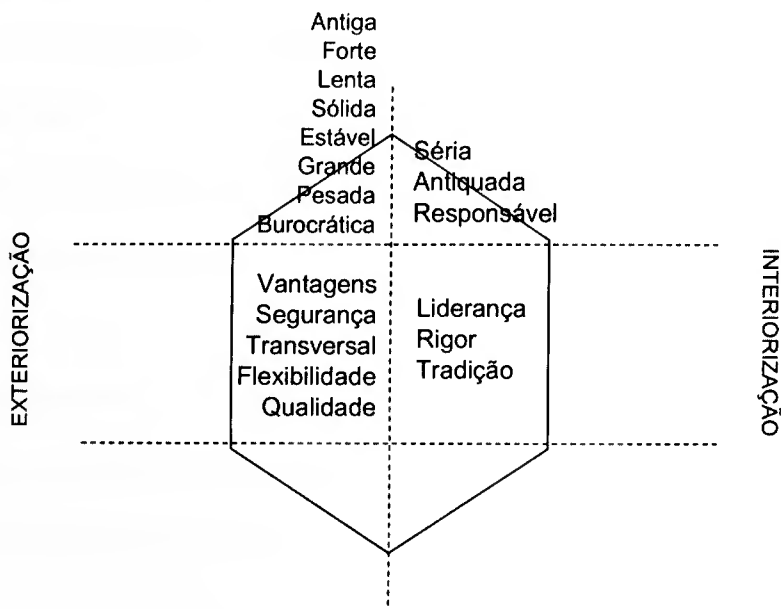 Antiga
Forte
Lenta
Sólida
Estável
Grande
Pesada
Burocrática
Séria
Antiquada
Responsável
EXTERIORIZAÇÃO
Vantagens
Segurança
Transversal
Flexibilidade
Qualidade
Liderança
Rigor
Tradição
INTERIORIZAÇÃO